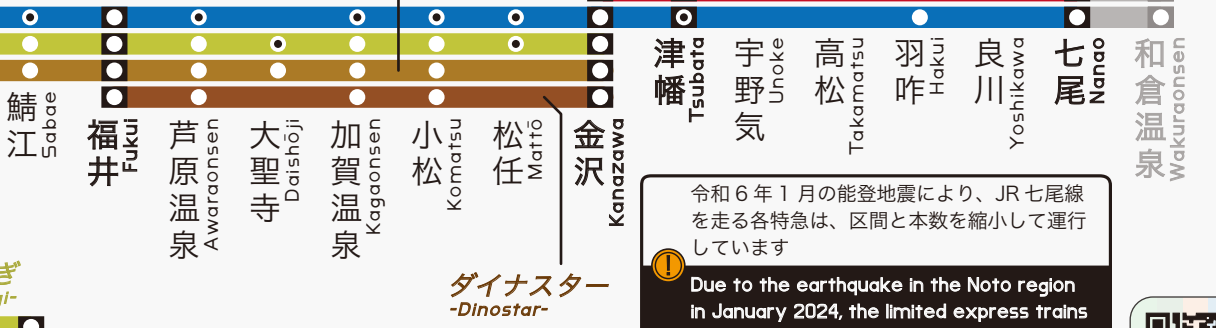 鯖江
Sabae
福井
Fukui
芦原温泉
Awaraonsen
大聖寺
Daishōji
加賀温泉
Kagaonsen
小松
Komatsu
松任
Mattō
金沢
Kanazawa
津幡
Tsubata
宇野気
Unoke
高松
Takamatsu
羽咋
Hakui
良川
Yoshikawa
七尾
Nanao
和倉温泉
Wakuraonsen
令和6年1月の能登地震により、JR七尾線
を走る各特急は、区間と本数を縮小して運行
しています
Due to the earthquake in the Noto region
in January 2024, the limited express trains
ダイナスター
-Dinostar-
ぎ